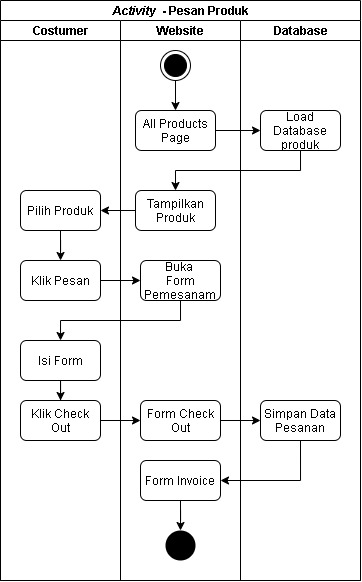 Activity - Pesan Produk
Costumer
Website
Database
All Products
Page
Load
Database
produk
Pilih Produk
Tampilkan
Produk
Klik Pesan
Buka
Form
Pemesanam
Isi Form
Klik Check
Out
Form Check
Out
Simpan Data
Pesanan
Form Invoice